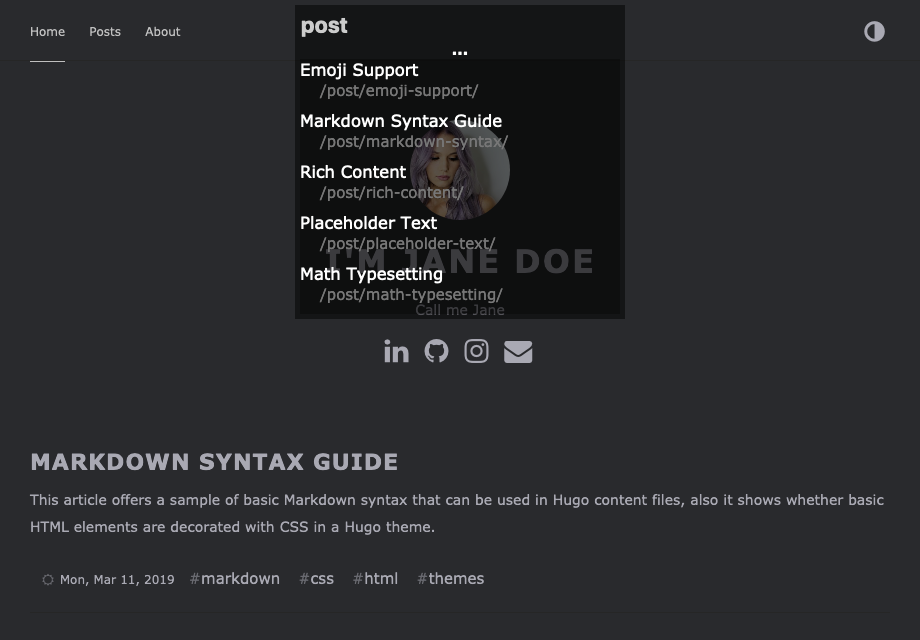 Home Posts About
post
...
Emoji Support
/post/emoji-support/
Markdown Syntax Guide
/post/markdown-syntax/
Rich Content
/post/rich-content/
Placeholder Text
/post/placeholder-text/
I'M JANE DOE
Math Typesetting
/post/math-typesetting/
Call me Jane
MARKDOWN SYNTAX GUIDE
This article offers a sample of basic Markdown syntax that can be used in Hugo content files, also it shows whether basic
HTML elements are decorated with CSS in a Hugo theme.
Mon, Mar 11, 2019 #markdown #css #html #themes